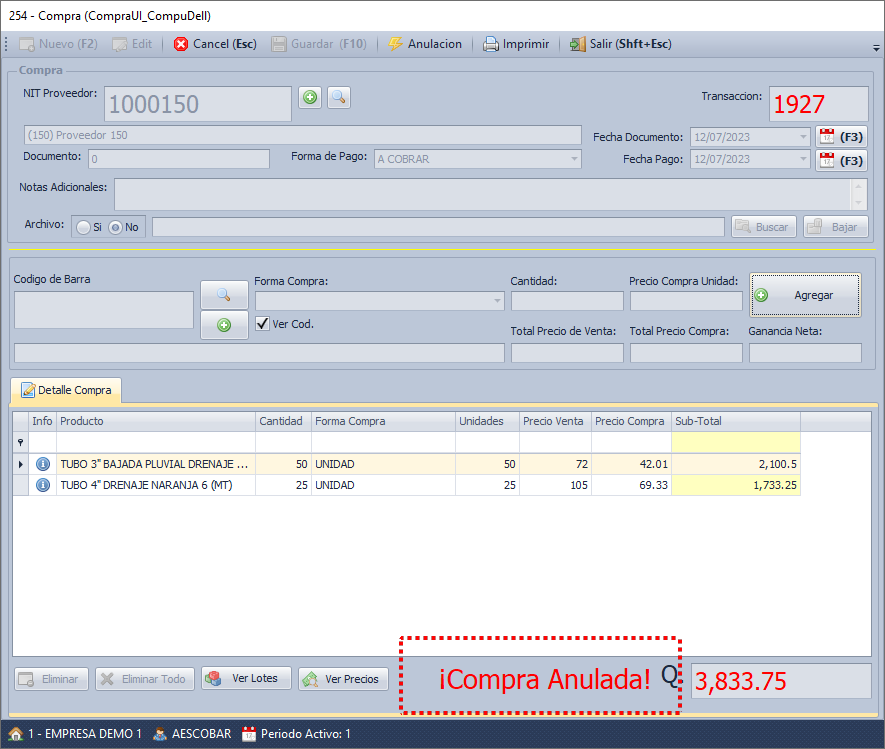 254 - Compra (CompraUI_CompuDell)
Nuevo (F2) Edit Cancel (Esc) Guardar (F10) Anulacion Imprimir Salir (Shft+Esc)
Compra
NIT Proveedor: 1000150 Transaccion: 1927
(150) Proveedor 150 Fecha Documento: 12/07/2023 (F3)
Documento: 0 Forma de Pago: A COBRAR Fecha Pago: 12/07/2023 (F3)
Notas Adicionales:
Archivo: Si No Buscar Bajar
Codigo de Barra Forma Compra: Cantidad: Precio Compra Unidad: Agregar
Ver Cod. Total Precio de Venta: Total Precio Compra: Ganancia Neta:
Detalle Compra
Info Producto Cantidad Forma Compra Unidades Precio Venta Precio Compra Sub-Total
TUBO 3" BAJADA PLUVIAL DRENAJE ... 50 UNIDAD 50 72 42.01 2,100.5
TUBO 4" DRENAJE NARANJA 6 (MT) 25 UNIDAD 25 105 69.33 1,733.25
Eliminar Eliminar Todo Ver Lotes Ver Precios ¡Compra Anulada! Q 3,833.75
1 - EMPRESA DEMO 1 AESCOBAR Periodo Activo: 1